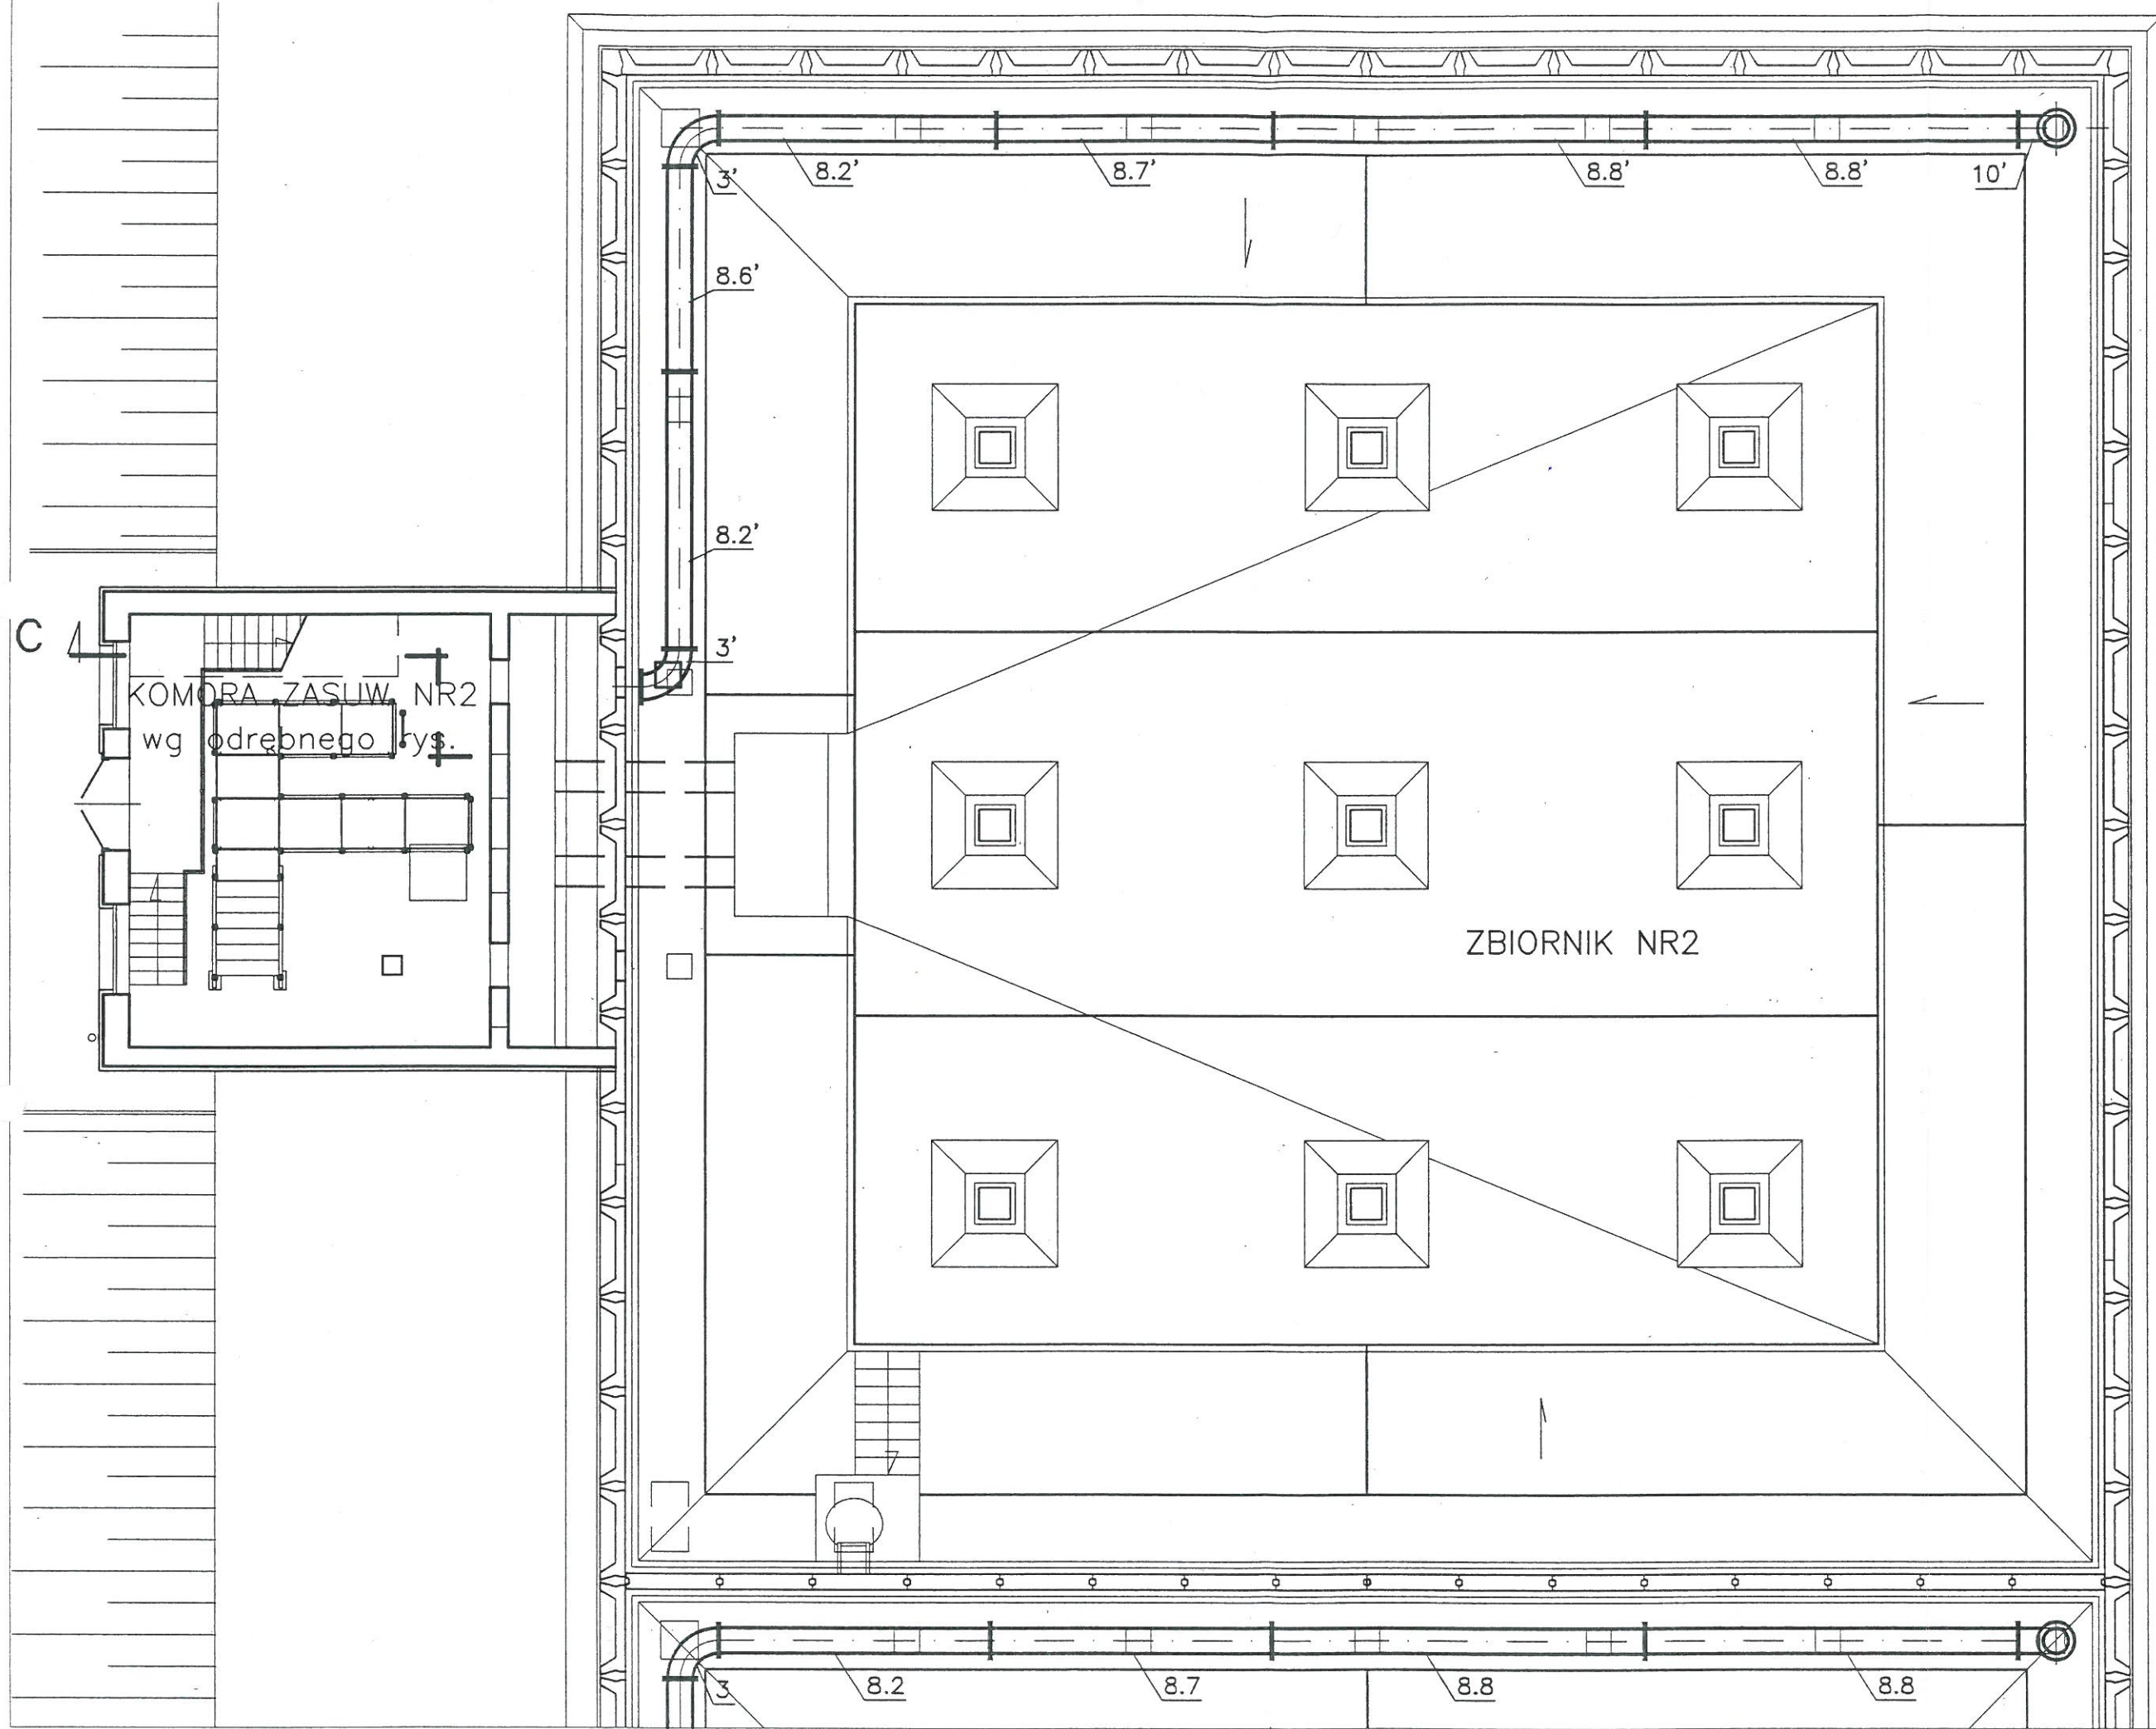 8.2' 8.7' 8.8' 8.8' 10'
3'
8.6'
8.2'
C
3'
KOMORA ZASUW NR2
wg odrębnego rys.
ZBIORNIK NR2
3 8.2 8.7 8.8 8.8